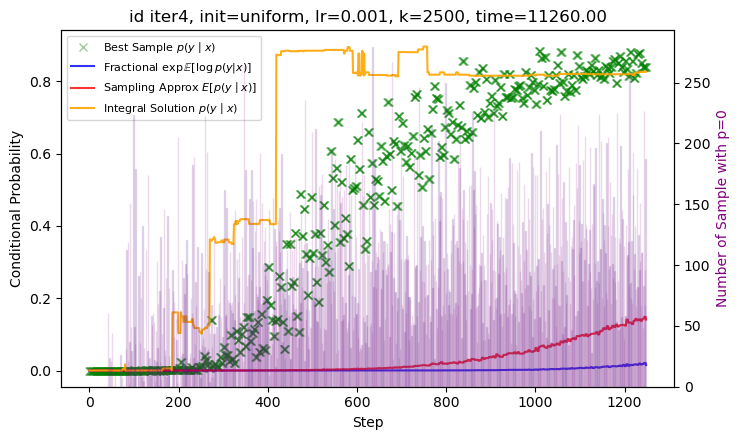 id iter4, init=uniform, lr=0.001, k=2500, time=11260.00
Best Sample p(y | x)
Fractional exp 𝔼[log p(y|x)]
Sampling Approx E[p(y | x)]
Integral Solution p(y | x)
Conditional Probability
0.8
0.6
0.4
0.2
0.0
250
200
150
100
50
0
Number of Sample with p=0
0
200
400
600
800
1000
1200
Step